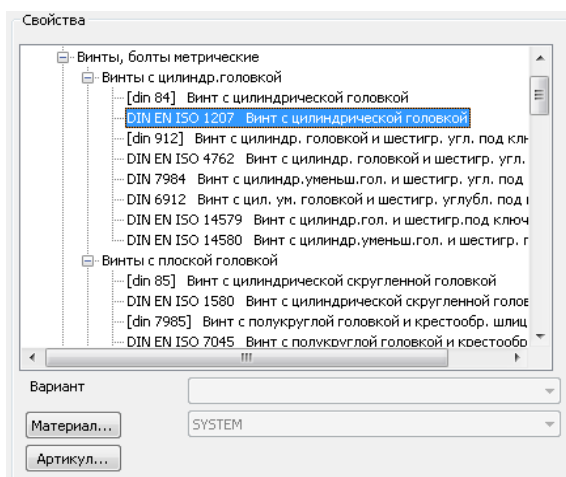 Свойства
Винты, болты метрические
Винты с цилиндр.головкой
[din 84] Винт с цилиндрической головкой
DIN EN ISO 1207 Винт с цилиндрической головкой
[din 912] Винт с цилиндр. головкой и шестигр. угл. под клн
DIN EN ISO 4762 Винт с цилиндр. головкой и шестигр. угл.
DIN 7984 Винт с цилиндр.уменьш.гол. и шестигр. угл. под
DIN 6912 Винт с цил. ум. головкой и шестигр. углубл. под
DIN EN ISO 14579 Винт с цилиндр.гол. и шестигр.под ключ
DIN EN ISO 14580 Винт с цилиндр.уменьш.гол. и шестигр.
Винты с плоской головкой
[din 85] Винт с цилиндрической скругленной головкой
DIN EN ISO 1580 Винт с цилиндрической скругленной голов
[din 7985] Винт с полукруглой головкой и крестообр. шлиц
DIN EN ISO 7045 Винт с полукруглой головкой и крестообр
Вариант
Материал... SYSTEM
Артикул...